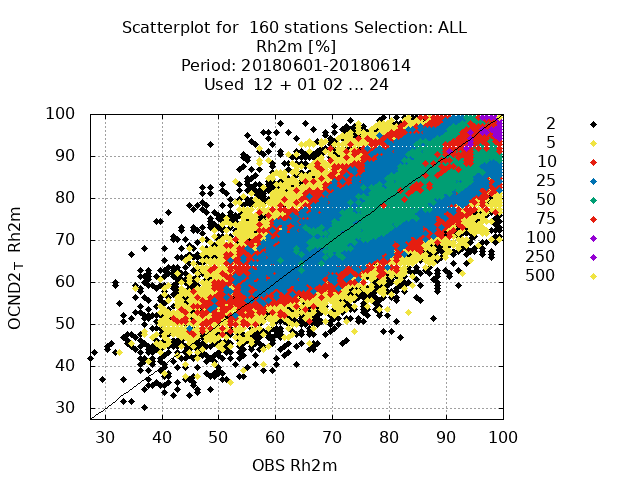 Scatterplot for 160 stations Selection: ALL
Rh2m [%]
Period: 20180601-20180614
Used 12 + 01 02 ... 24
100
90
80
70
60
50
40
30
30 40 50 60 70 80 90 100
OCND2_T Rh2m
OBS Rh2m
2
5
10
25
50
75
100
250
500